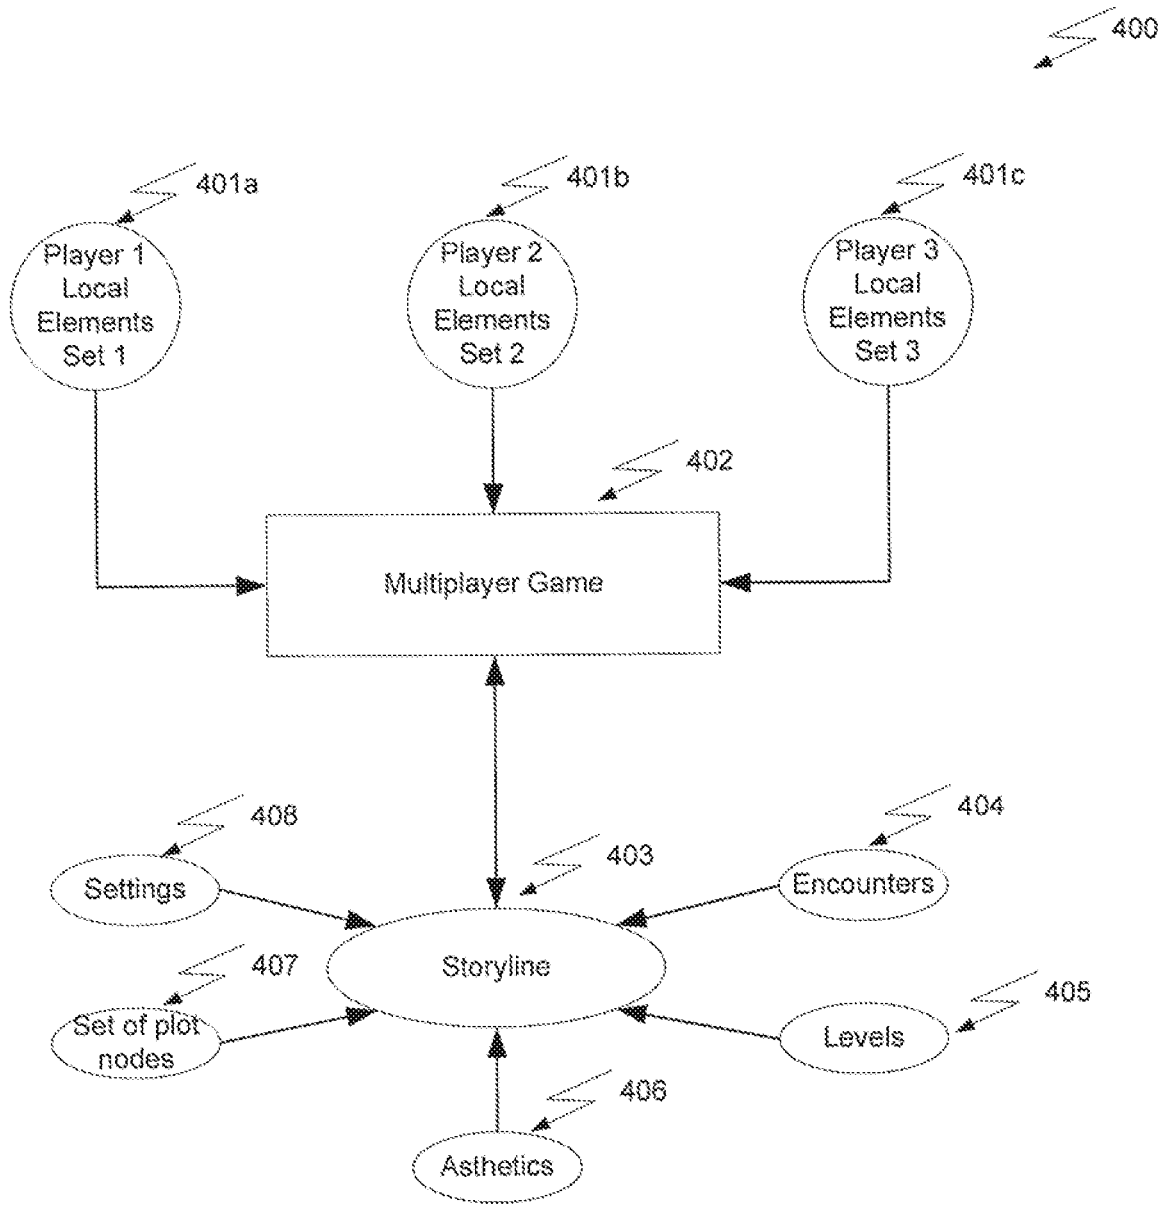 400
401a
401b
401c
Player 1
Local
Elements
Set 1
Player 2
Local
Elements
Set 2
Player 3
Local
Elements
Set 3
402
Multiplayer Game
408
404
403
Settings
Encounters
Storyline
407
405
Set of plot
nodes
Levels
406
Asthetics